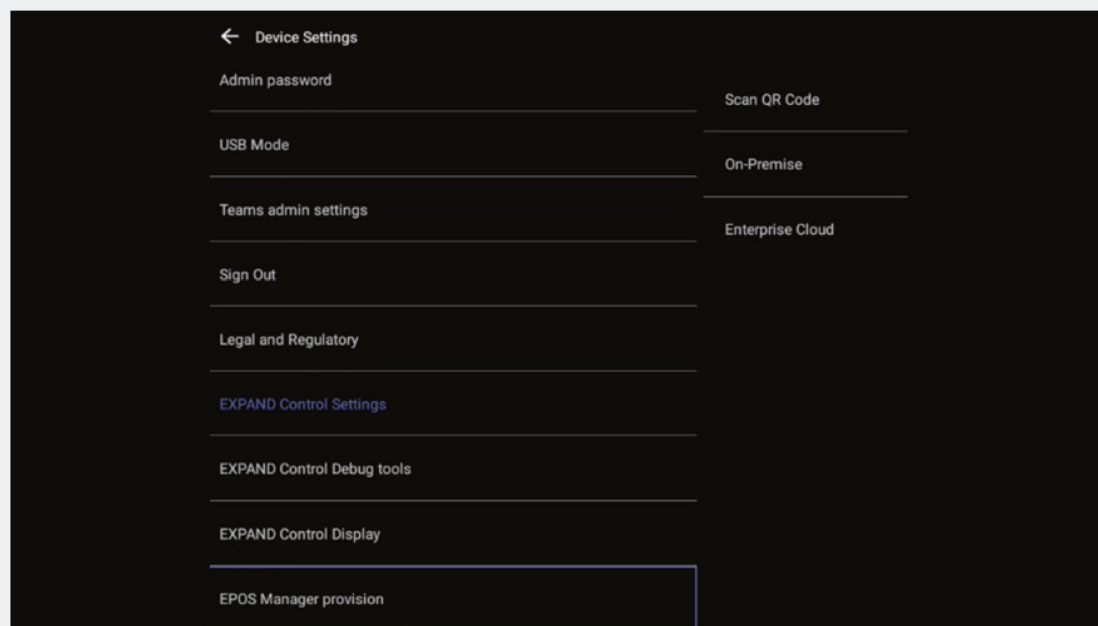 Device Settings
Admin password
USB Mode
Teams admin settings
Sign Out
Legal and Regulatory
EXPAND Control Settings
EXPAND Control Debug tools
EXPAND Control Display
EPOS Manager provision
Scan QR Code
On-Premise
Enterprise Cloud